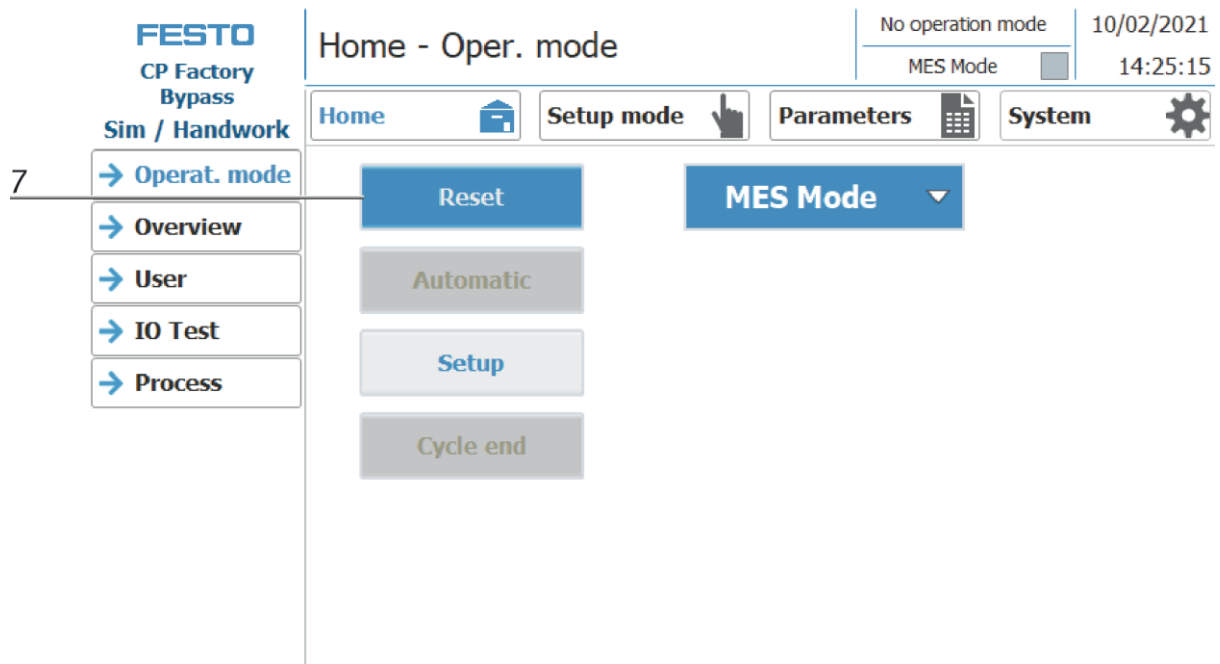 FESTO
CP Factory
Bypass
Sim / Handwork
Home - Oper. mode
No operation mode
MES Mode
10/02/2021
14:25:15
Home
Setup mode
Parameters
System
7
Operat. mode
Overview
User
IO Test
Process
Reset
MES Mode
Automatic
Setup
Cycle end